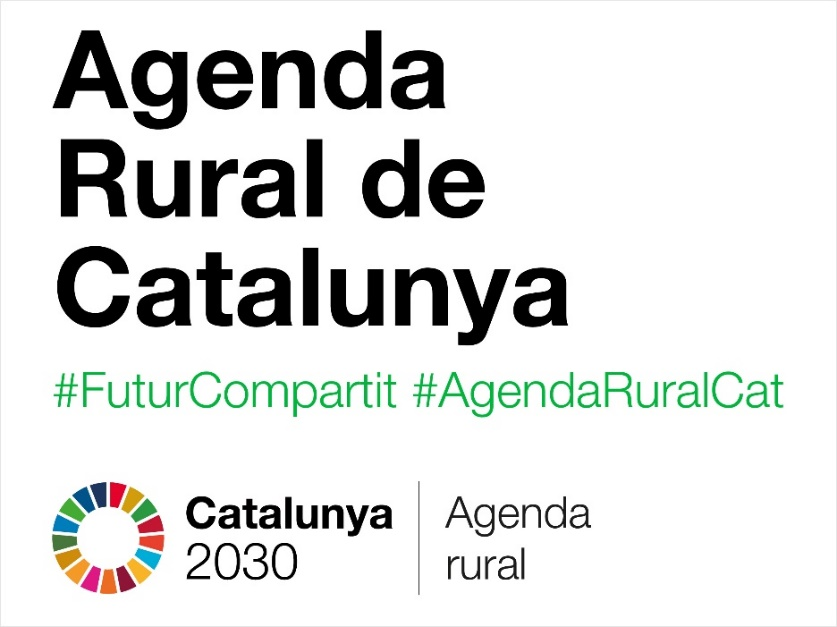 Agenda
Rural de
Catalunya
#FuturCompartit #AgendaRuralCat
Catalunya
2030
Agenda
rural